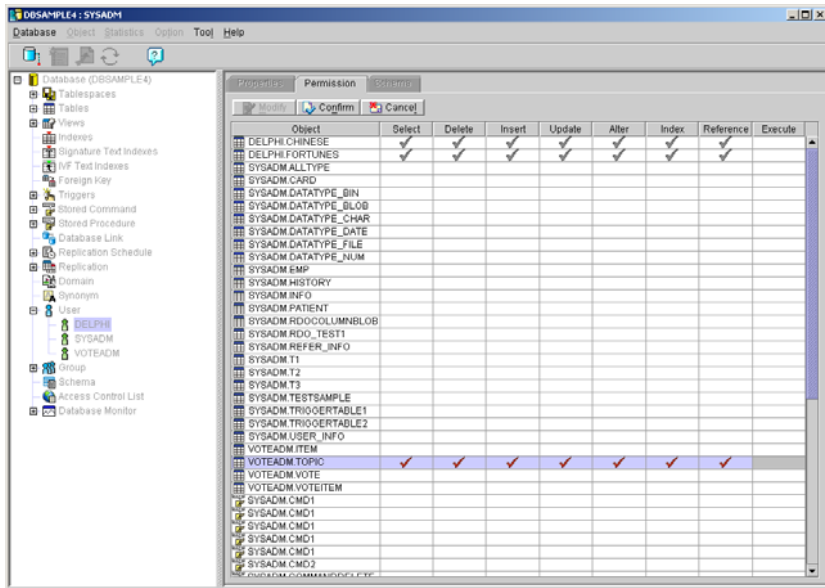 DBSAMPLE4 : SYSADM
Database Object Statistics Option Tool Help
Database (DBSAMPLE4)
Tablespaces
Tables
Views
Indexes
Signature Text Indexes
IVF Text Indexes
Foreign Key
Triggers
Stored Command
Stored Procedure
Database Link
Replication Schedule
Replication
Domain
Synonym
User
DELPHI
SYSADM
VOTEADM
Group
Schema
Access Control List
Database Monitor
Properties Permission Schema
Modify Confirm Cancel
Object Select Delete Insert Update Alter Index Reference Execute
DELPHI.CHINESE
DELPHI.FORTUNES
SYSADM.ALLTYPE
SYSADM.CARD
SYSADM.DATATYPE_BIN
SYSADM.DATATYPE_BLOB
SYSADM.DATATYPE_CHAR
SYSADM.DATATYPE_DATE
SYSADM.DATATYPE_FILE
SYSADM.DATATYPE_NUM
SYSADM.EMP
SYSADM.HISTORY
SYSADM.INFO
SYSADM.PATIENT
SYSADM.RDOCOLUMNBLOB
SYSADM.RDO_TEST1
SYSADM.REFER_INFO
SYSADM.T1
SYSADM.T2
SYSADM.T3
SYSADM.TESTSAMPLE
SYSADM.TRIGGERTABLE1
SYSADM.TRIGGERTABLE2
SYSADM.USER_INFO
VOTEADM.ITEM
VOTEADM.TOPIC
VOTEADM.VOTE
VOTEADM.VOTEITEM
SYSADM.CMD1
SYSADM.CMD1
SYSADM.CMD1
SYSADM.CMD1
SYSADM.CMD1
SYSADM.CMD2
SYSADM.COMMANDDELETE